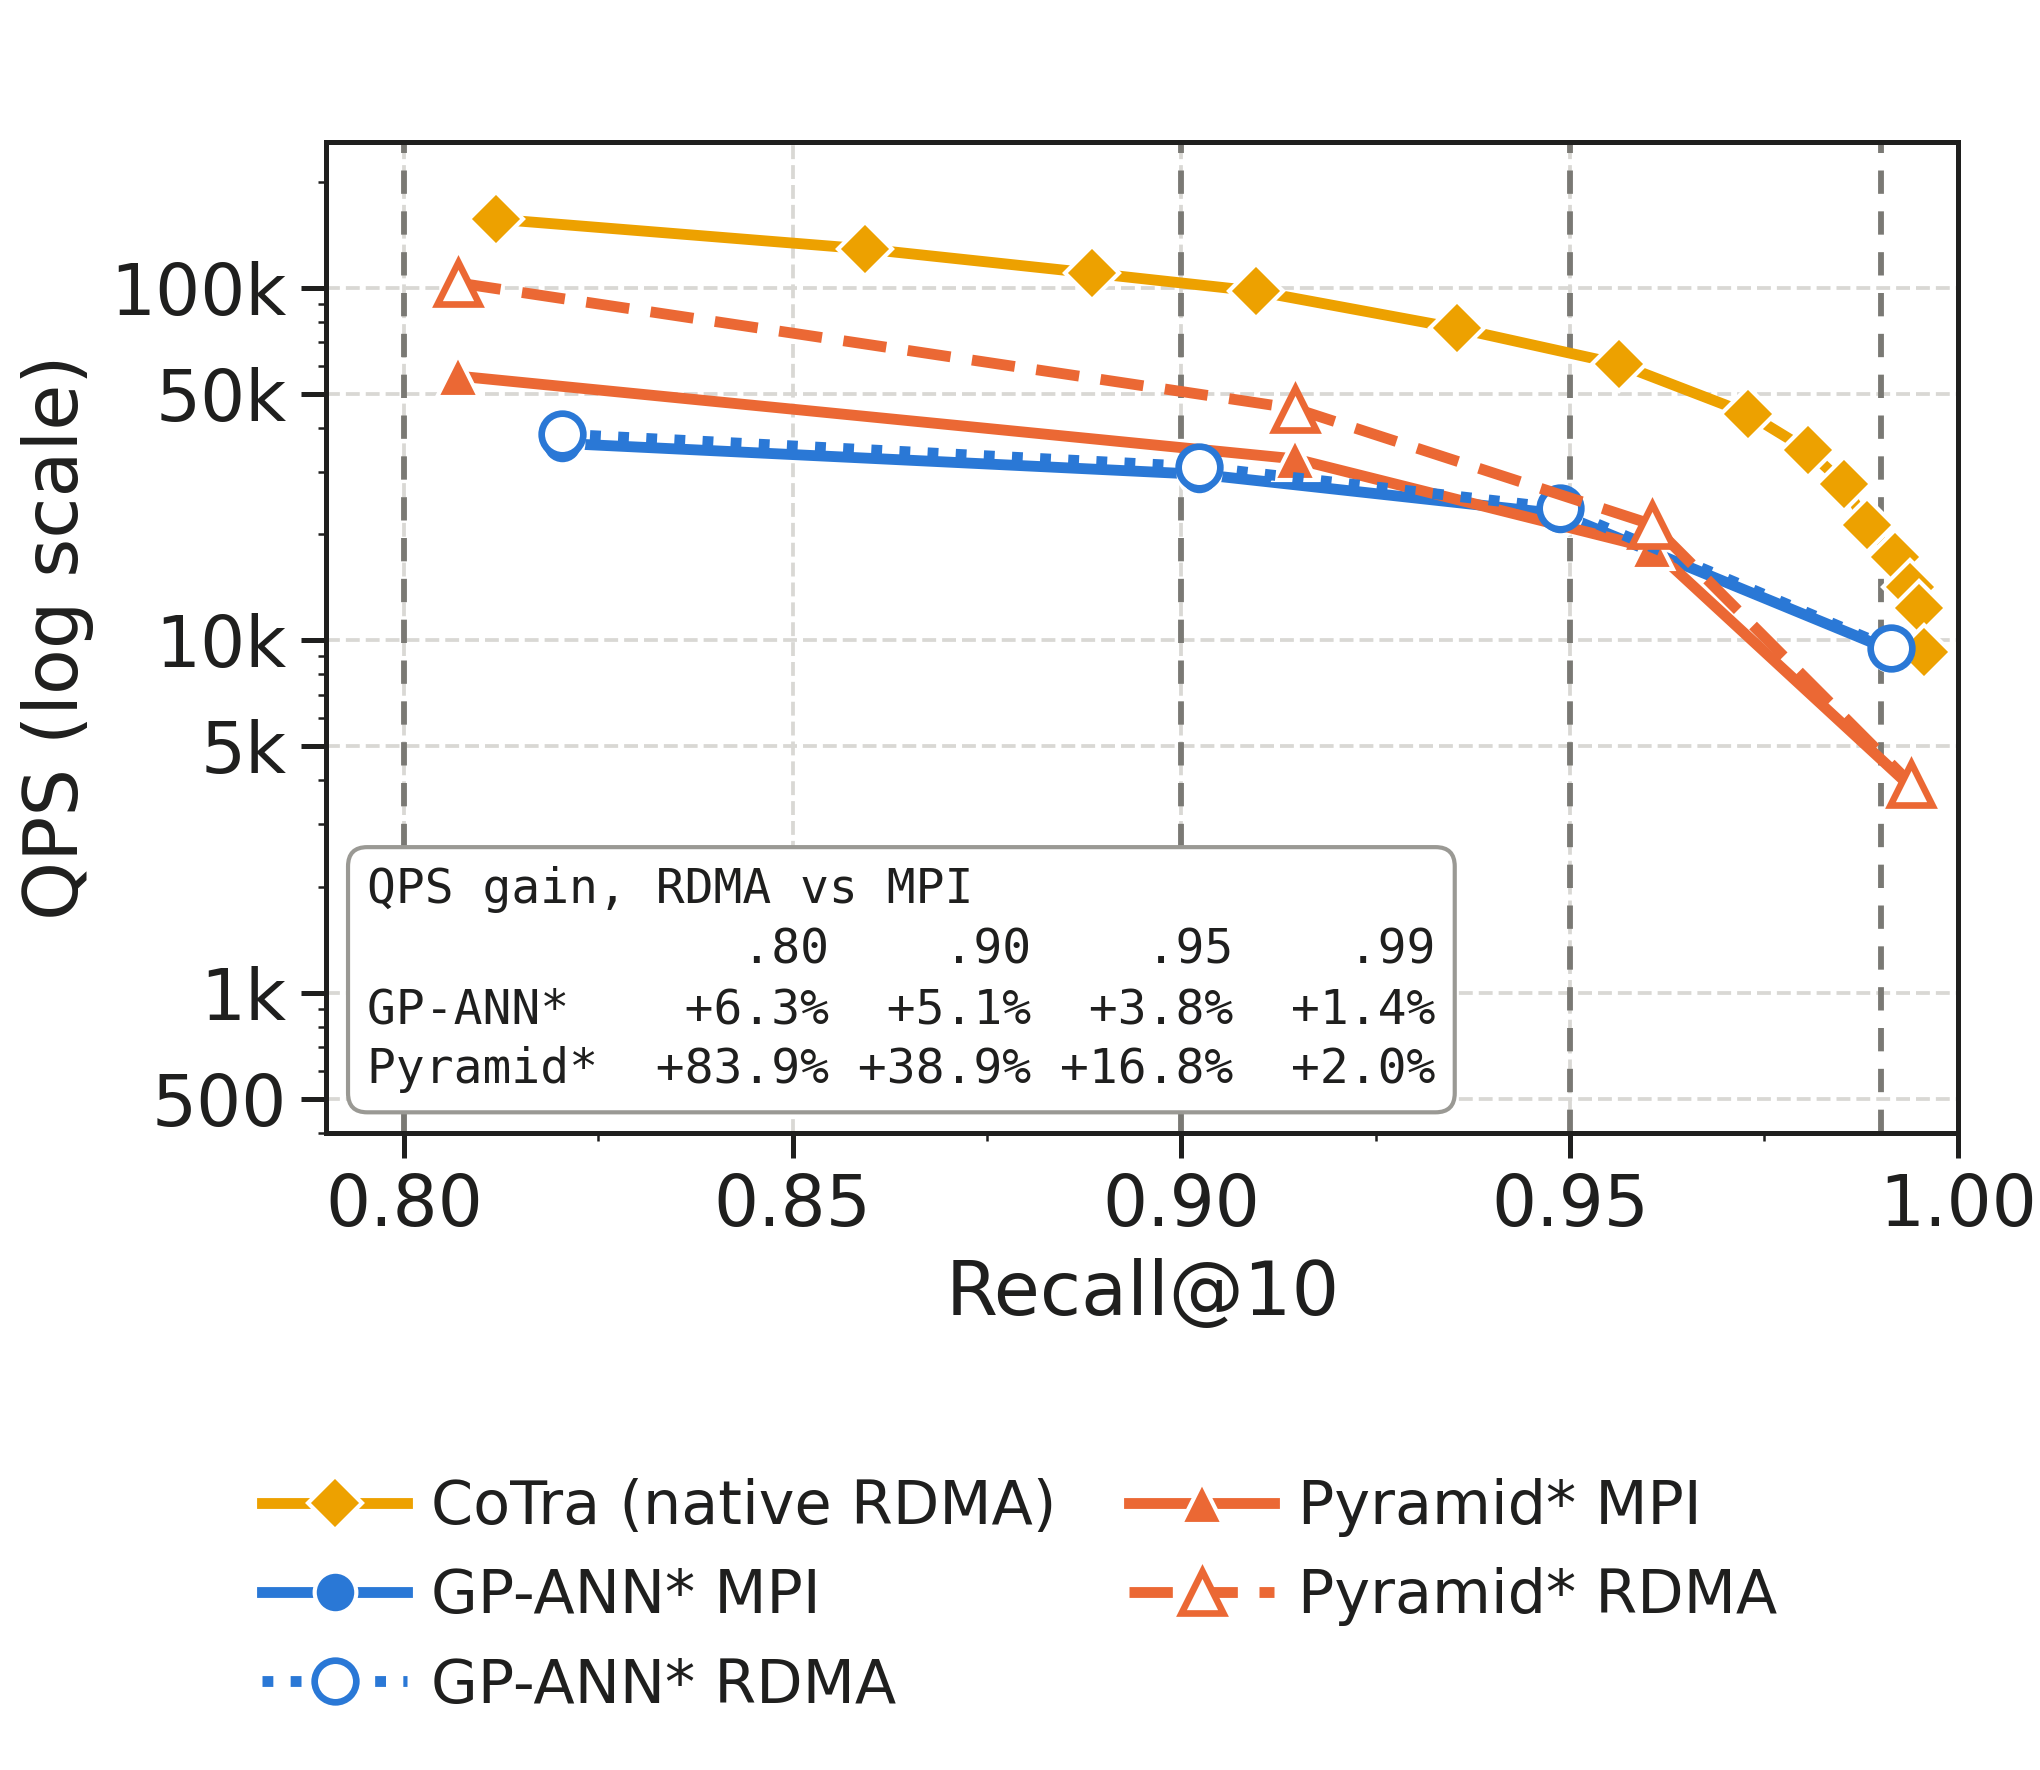 QPS (log scale)
100k
50k
10k
5k
1k
500
QPS gain, RDMA vs MPI
.80 .90 .95 .99
GP-ANN* +6.3% +5.1% +3.8% +1.4%
Pyramid* +83.9% +38.9% +16.8% +2.0%
0.80 0.85 0.90 0.95 1.00
Recall@10
CoTra (native RDMA)
GP-ANN* MPI
GP-ANN* RDMA
Pyramid* MPI
Pyramid* RDMA